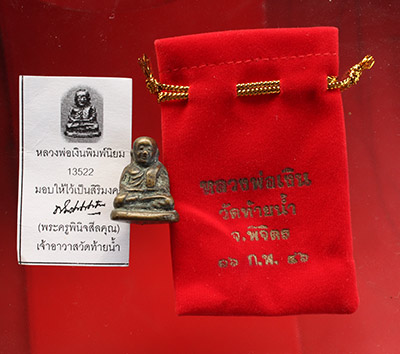 หลวงพ่อเงินพิมพ์นิยม
13522
มอบให้ไว้เป็นสิริมงค
(พระครูพินิจสีลคุณ)
เจ้าอาวาสวัดท้ายน้ำ
หลวงพ่อเงิน
วัดท้ายน้ำ
จ.พิจิตร
๑๖ ก.พ. ๔๖